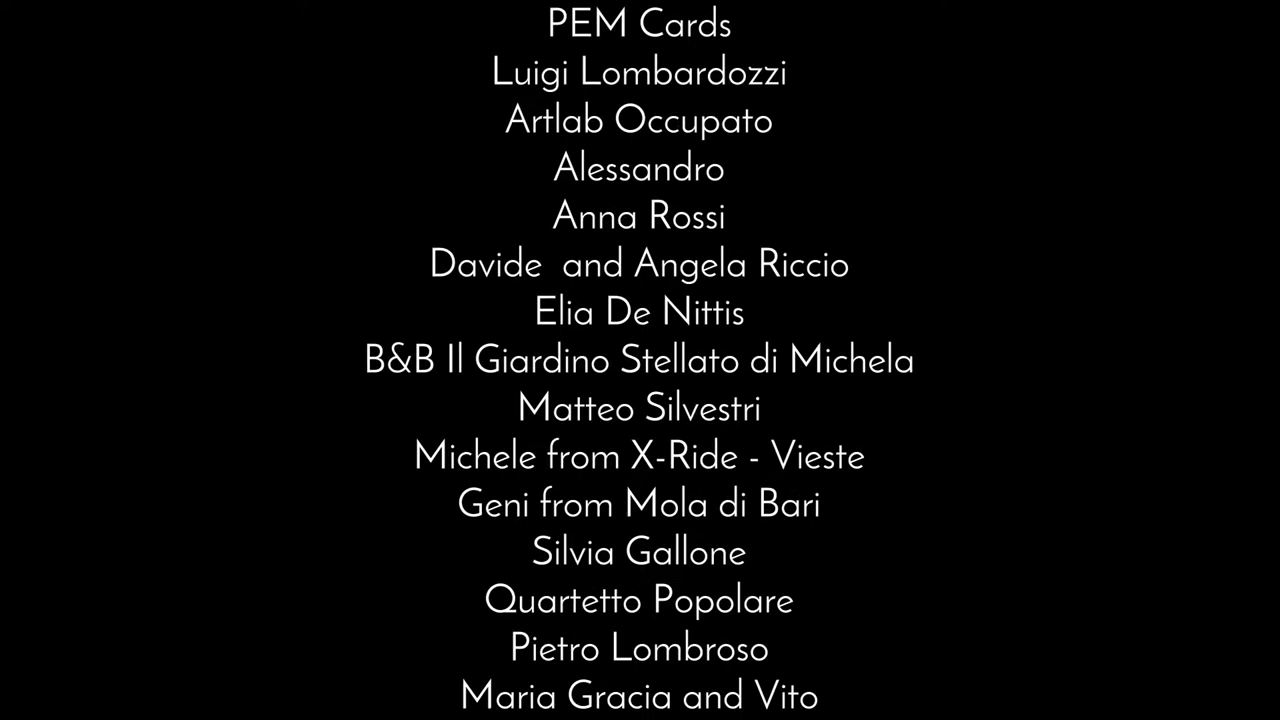 PEM Cards
Luigi Lombardozzi
Artlab Occupato
Alessandro
Anna Rossi
Davide  and Angela Riccio
Elia De Nittis
B&B Il Giardino Stellato di Michela
Matteo Silvestri
Michele from X-Ride - Vieste
Geni from Mola di Bari
Silvia Gallone
Quartetto Popolare
Pietro Lombroso
Maria Gracia and Vito